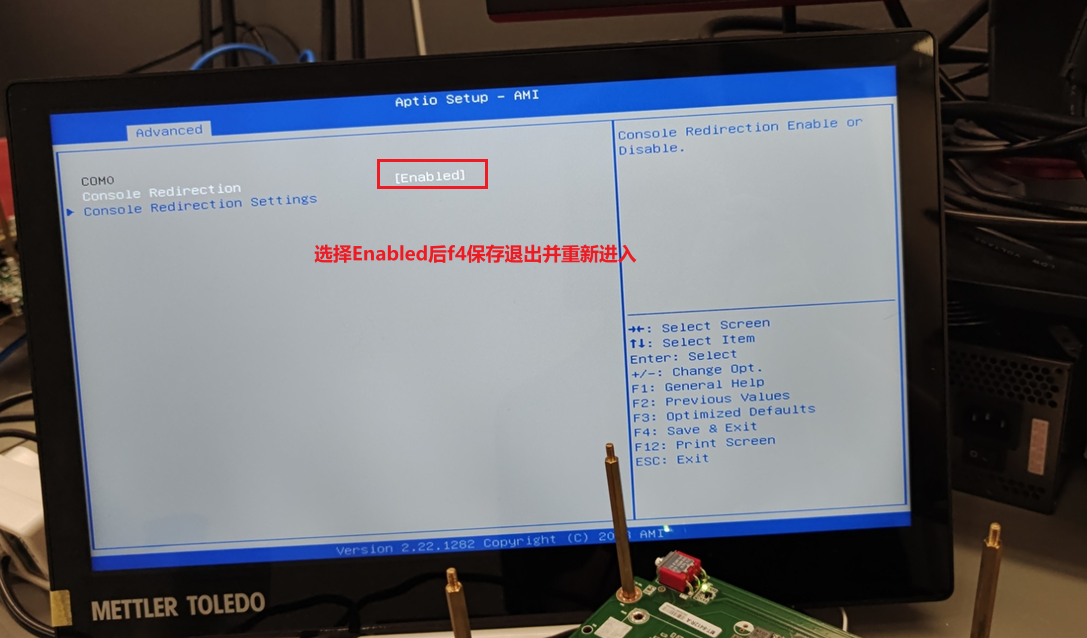 Aptio Setup - AMI
Advanced
COM0
Console Redirection
[Enabled]
Console Redirection Settings
Console Redirection Enable or
Disable.
选择Enabled后f4保存退出并重新进入
→←: Select Screen
↑↓: Select Item
Enter: Select
+/-: Change Opt.
F1: General Help
F2: Previous Values
F3: Optimized Defaults
F4: Save & Exit
F12: Print Screen
ESC: Exit
Version 2.22.1282 Copyright (C) AMI
METTLER TOLEDO